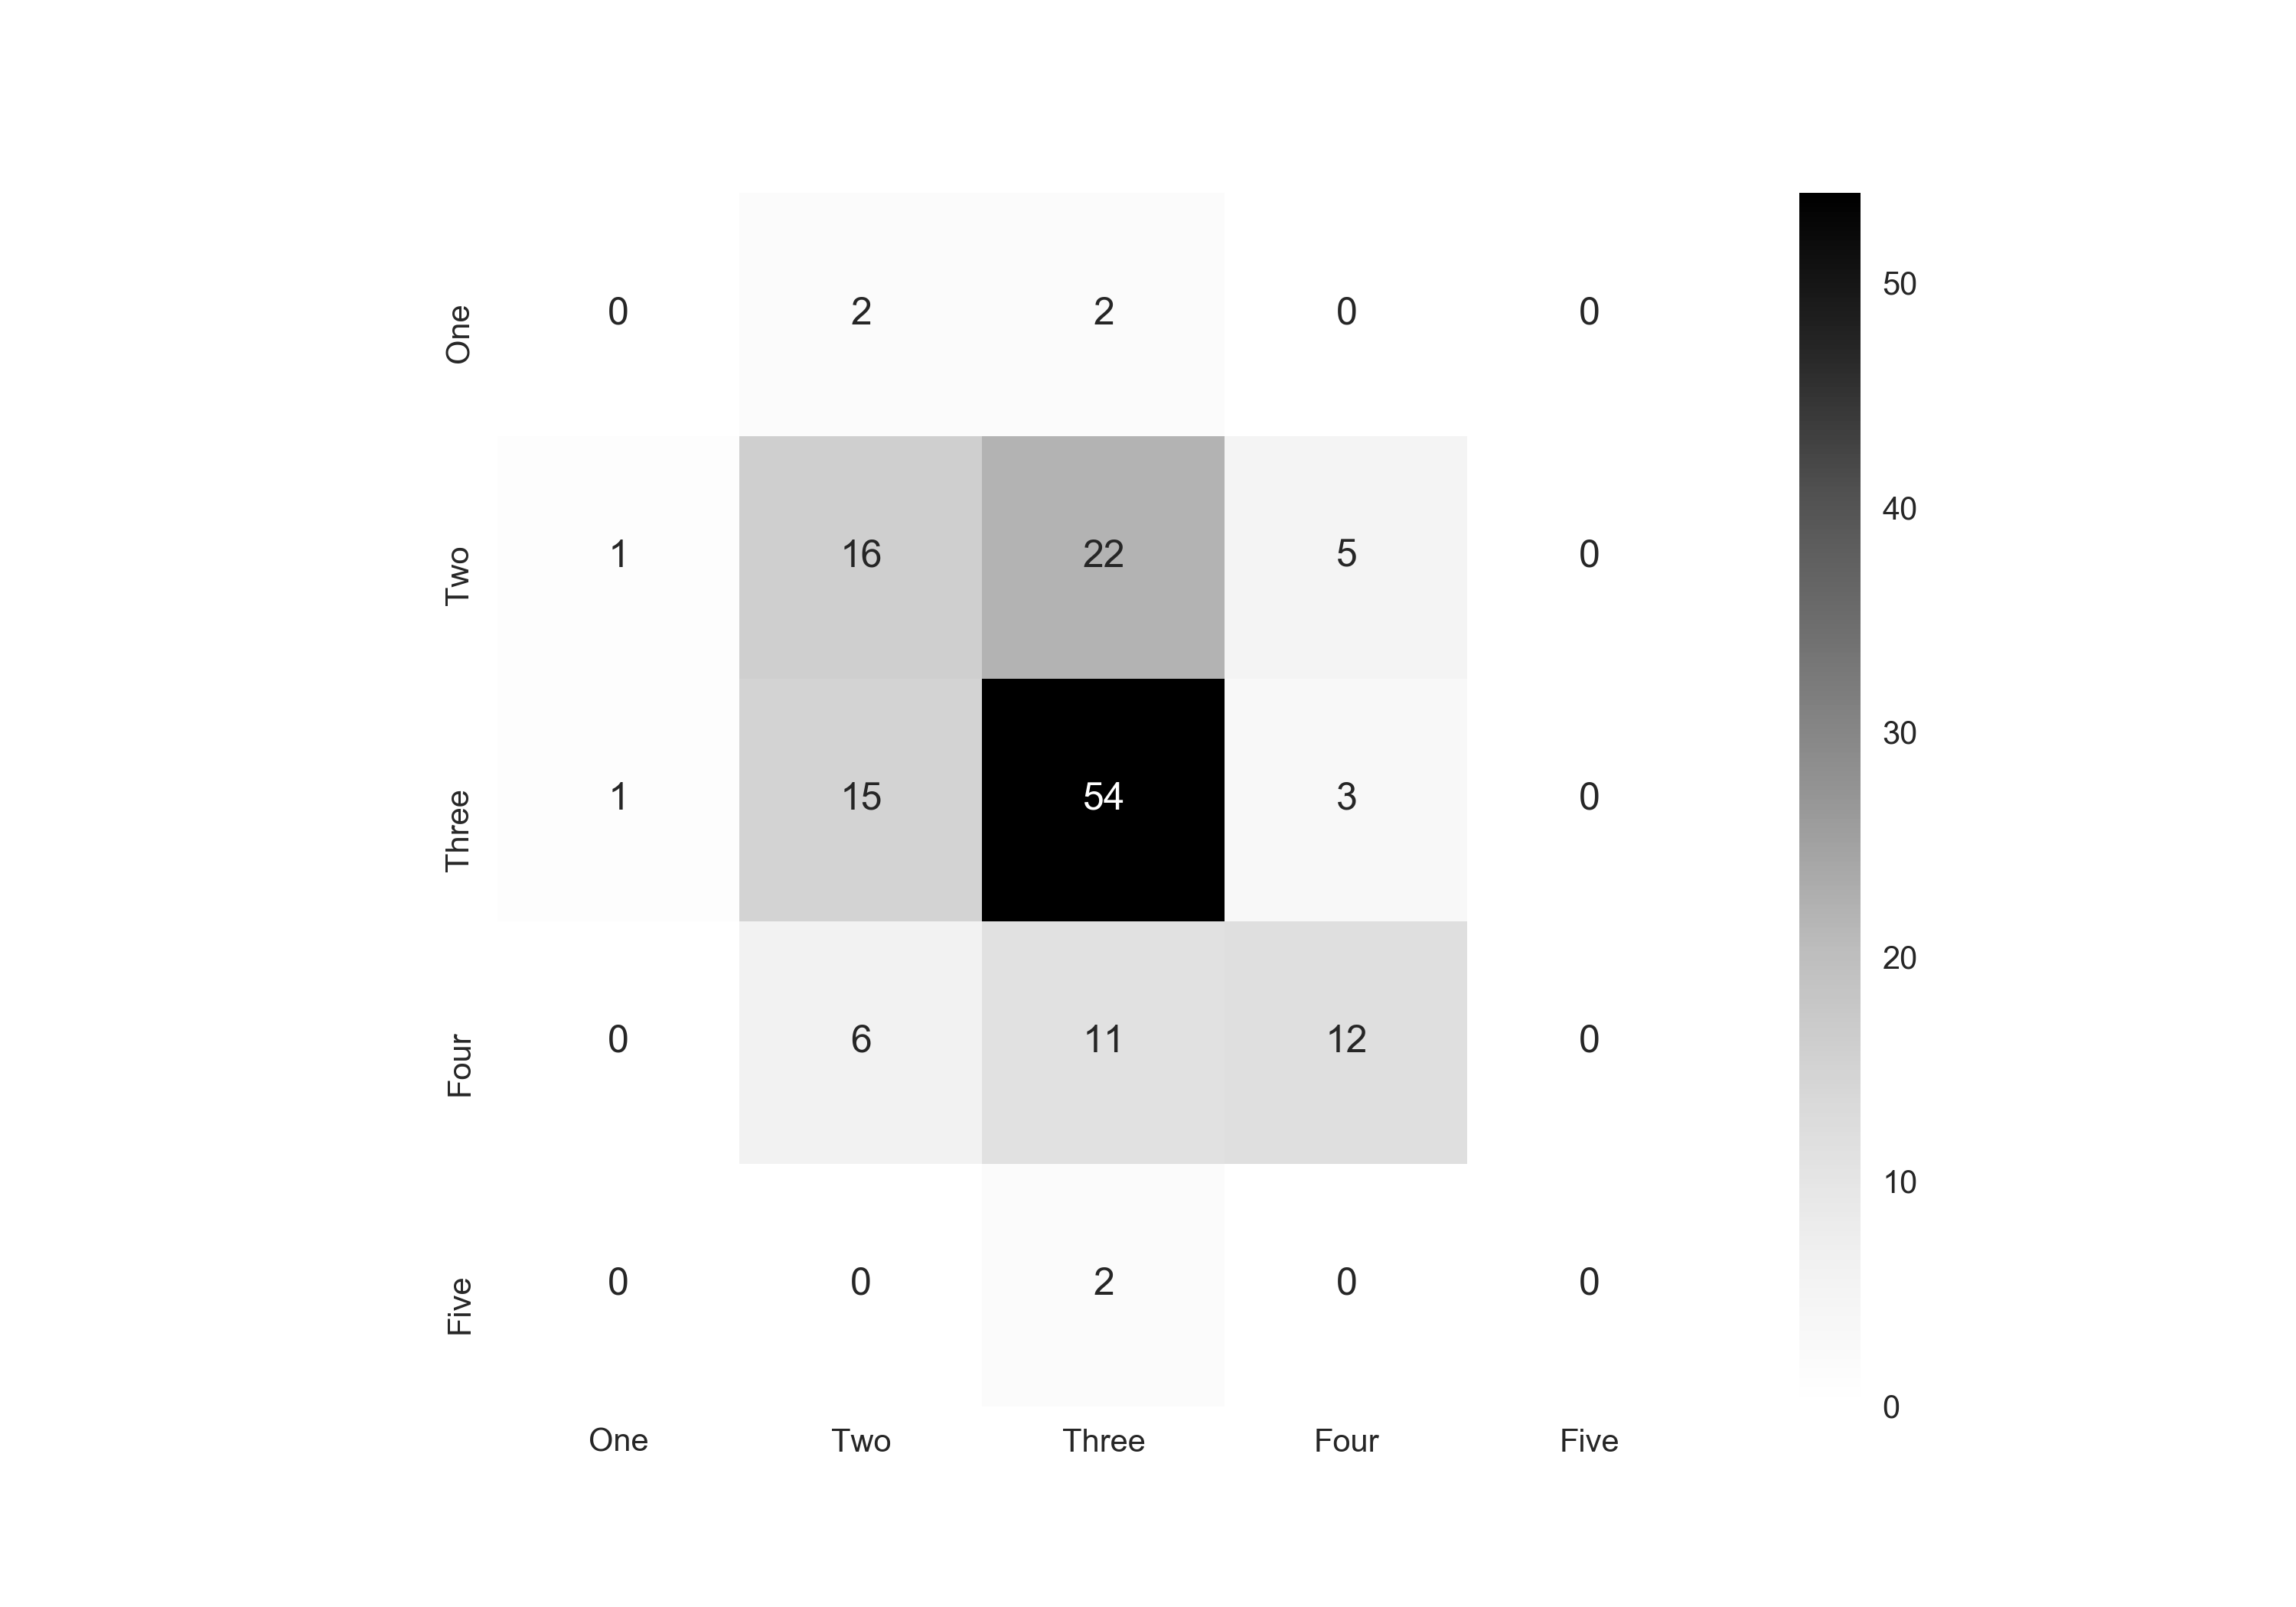 50
One 0 2 2 0 0
40
Two 1 16 22 5 0
30
Three 1 15 54 3 0
20
Four 0 6 11 12 0
10
Five 0 0 2 0 0
0
One Two Three Four Five